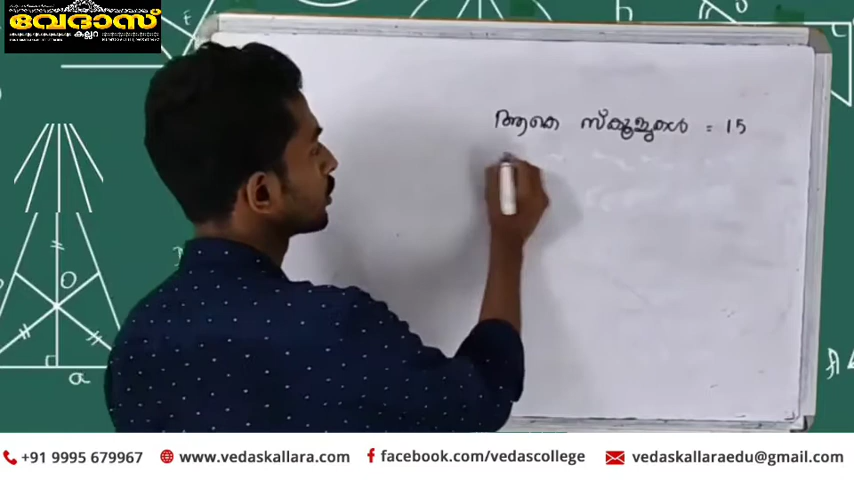 വേദാസ്
കല്ലറ
ആകെ സ്കൂളുകൾ = 15
+91 9995 679967 www.vedaskallara.com facebook.com/vedascollege vedaskallaraedu@gmail.com